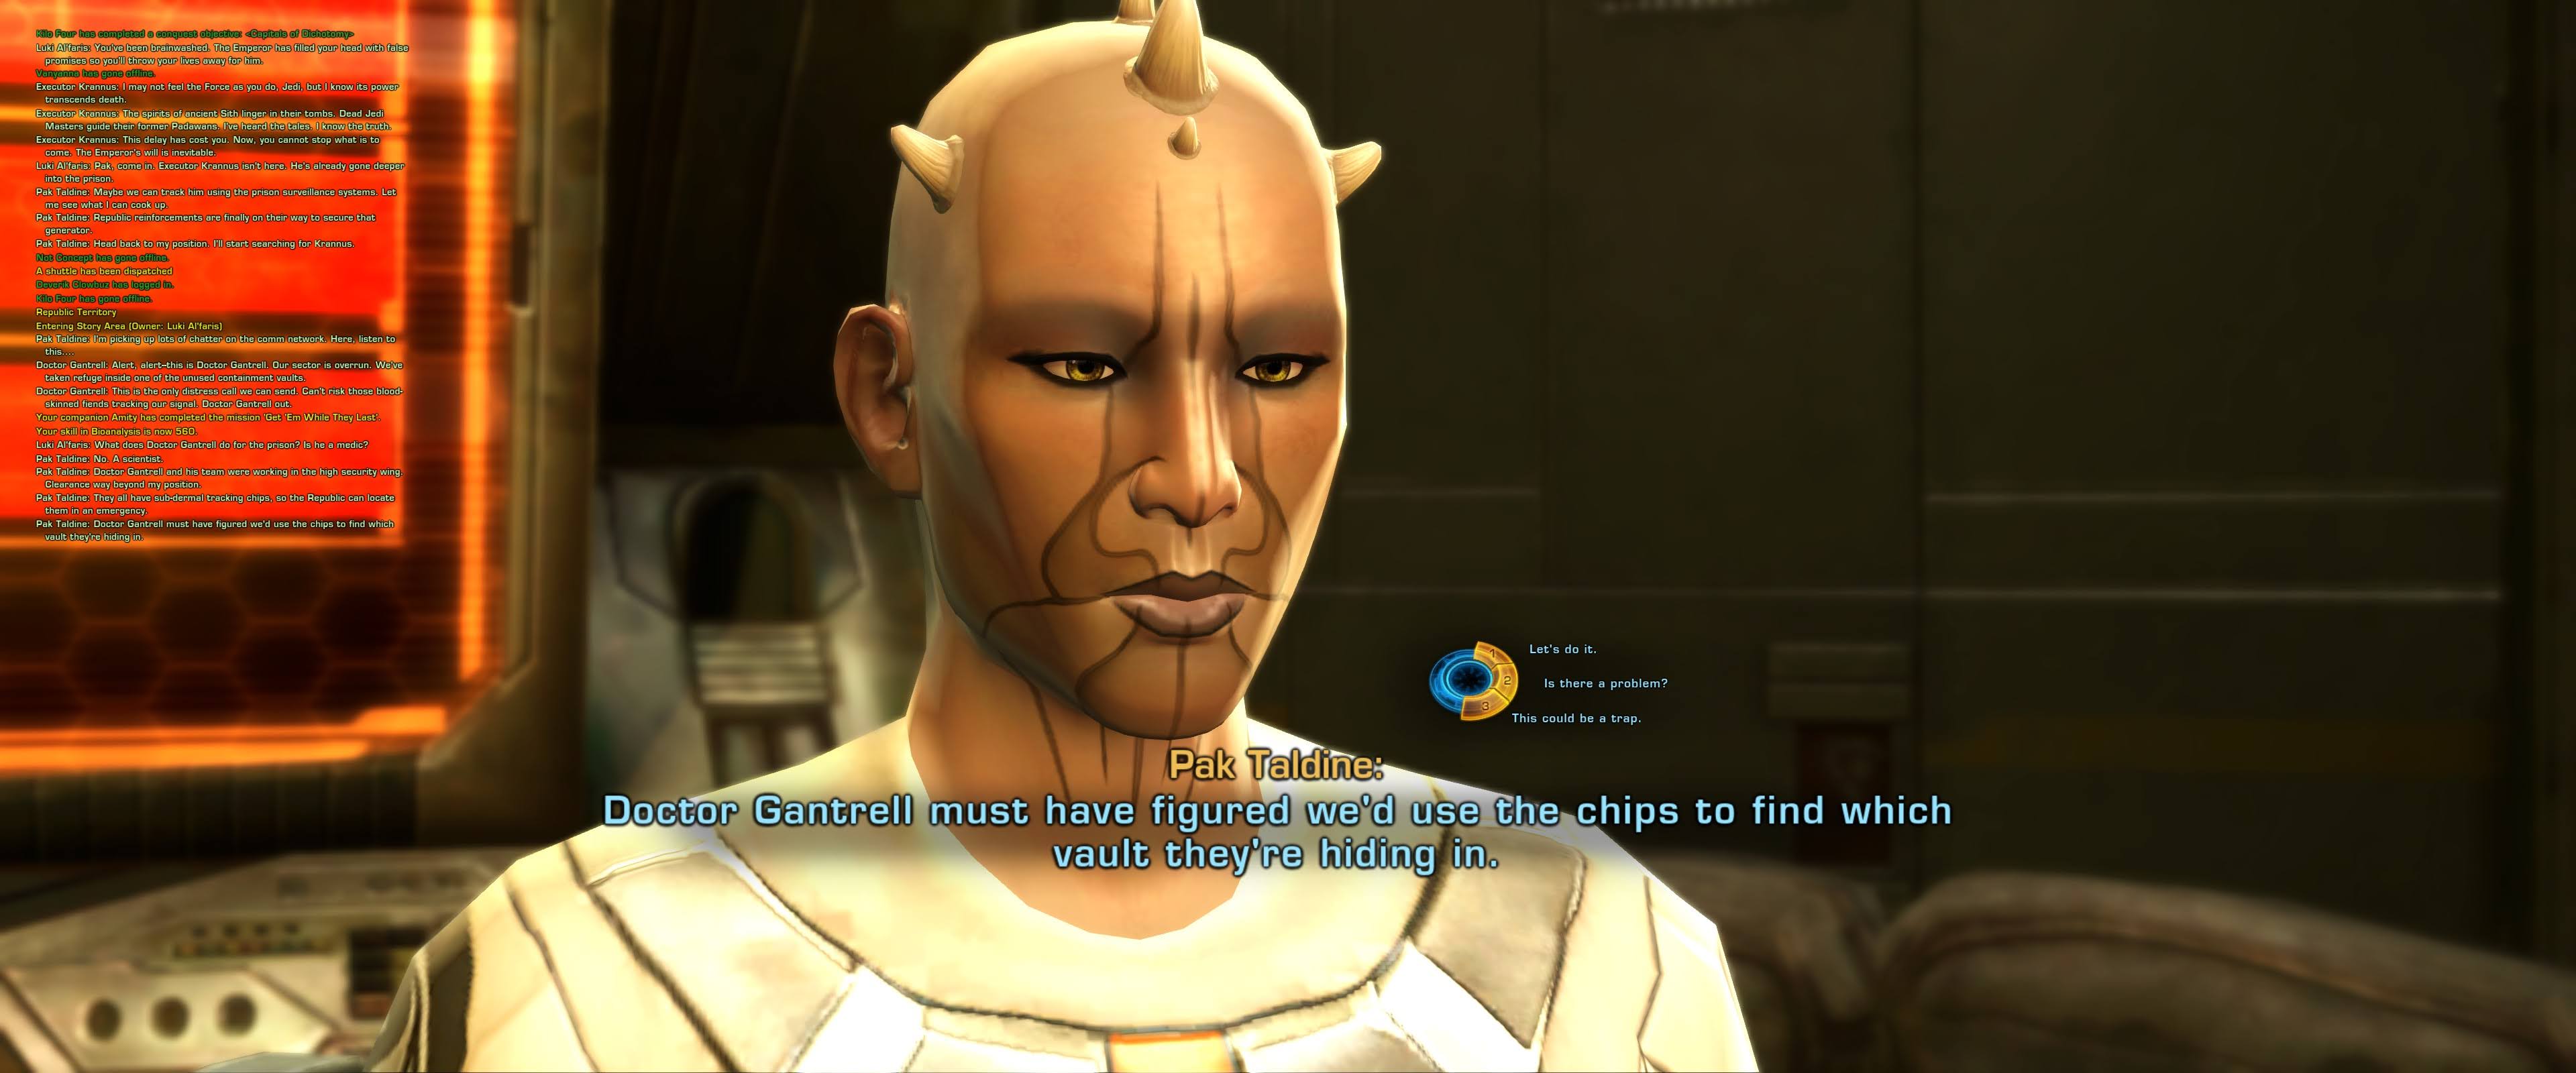 Kilo Four has completed a conquest objective: <Capitals of Dichotomy>
Luki Al'faris: You've been brainwashed. The Emperor has filled your head with false
promises so you'll throw your lives away for him.
Vanyanna has gone offline.
Executor Krannus: I may not feel the Force as you do, Jedi, but I know its power
transcends death.
Executor Krannus: The spirits of ancient Sith linger in their tombs. Dead Jedi
Masters guide their former Padawans. I've heard the tales. I know the truth.
Executor Krannus: This delay has cost you. Now, you cannot stop what is to
come. The Emperor's will is inevitable.
Luki Al'faris: Pak, come in. Executor Krannus isn't here. He's already gone deeper
into the prison.
Pak Taldine: Maybe we can track him using the prison surveillance systems. Let
me see what I can cook up.
Pak Taldine: Republic reinforcements are finally on their way to secure that
generator.
Pak Taldine: Head back to my position. I'll start searching for Krannus.
Not Concept has gone offline.
A shuttle has been dispatched
Deverik Clowbuz has logged in.
Kilo Four has gone offline.
Republic Territory
Entering Story Area (Owner: Luki Al'faris)
Pak Taldine: I'm picking up lots of chatter on the comm network. Here, listen to
this....
Doctor Gantrell: Alert, alert--this is Doctor Gantrell. Our sector is overrun. We've
taken refuge inside one of the unused containment vaults.
Doctor Gantrell: This is the only distress call we can send. Can't risk those blood-
skinned fiends tracking our signal. Doctor Gantrell out.
Your companion Amity has completed the mission 'Get 'Em While They Last'.
Your skill in Bioanalysis is now 560.
Luki Al'faris: What does Doctor Gantrell do for the prison? Is he a medic?
Pak Taldine: No. A scientist.
Pak Taldine: Doctor Gantrell and his team were working in the high security wing.
Clearance way beyond my position.
Pak Taldine: They all have sub-dermal tracking chips, so the Republic can locate
them in an emergency.
Pak Taldine: Doctor Gantrell must have figured we'd use the chips to find which
vault they're hiding in.
1 Let's do it.
2 Is there a problem?
3 This could be a trap.
Pak Taldine:
Doctor Gantrell must have figured we'd use the chips to find which
vault they're hiding in.